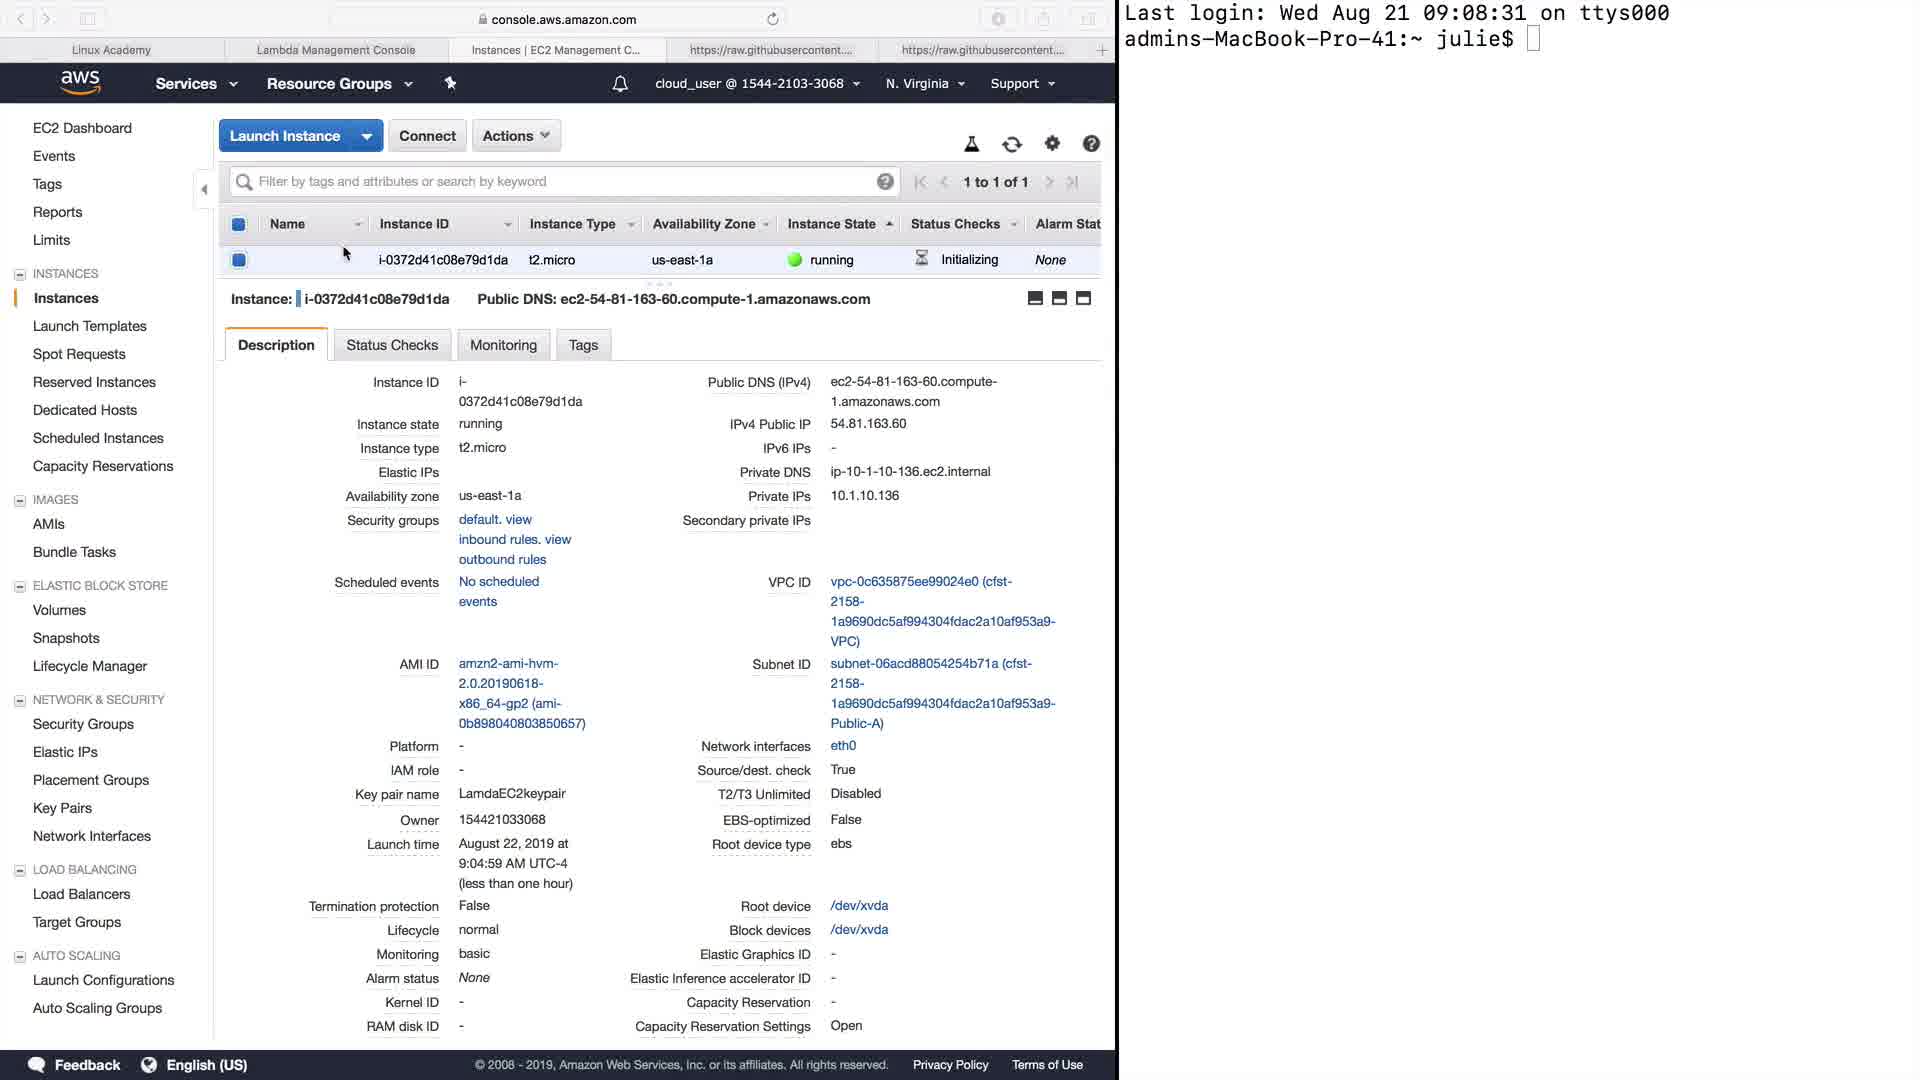 console.aws.amazon.com
Linux Academy
Lambda Management Console
Instances | EC2 Management C...
https://raw.githubusercontent....
https://raw.githubusercontent....
aws
Services
Resource Groups
cloud_user @ 1544-2103-3068
N. Virginia
Support
EC2 Dashboard
Events
Tags
Reports
Limits
INSTANCES
Instances
Launch Templates
Spot Requests
Reserved Instances
Dedicated Hosts
Scheduled Instances
Capacity Reservations
IMAGES
AMIs
Bundle Tasks
ELASTIC BLOCK STORE
Volumes
Snapshots
Lifecycle Manager
NETWORK & SECURITY
Security Groups
Elastic IPs
Placement Groups
Key Pairs
Network Interfaces
LOAD BALANCING
Load Balancers
Target Groups
AUTO SCALING
Launch Configurations
Auto Scaling Groups
Launch Instance
Connect
Actions
Filter by tags and attributes or search by keyword
1 to 1 of 1
Name Instance ID Instance Type Availability Zone Instance State Status Checks Alarm Stat
i-0372d41c08e79d1da t2.micro us-east-1a running Initializing None
Instance: i-0372d41c08e79d1da Public DNS: ec2-54-81-163-60.compute-1.amazonaws.com
Description
Status Checks
Monitoring
Tags
Instance ID i-
0372d41c08e79d1da
Instance state running
Instance type t2.micro
Elastic IPs
Availability zone us-east-1a
Security groups default. view
inbound rules. view
outbound rules
Scheduled events No scheduled
events
AMI ID amzn2-ami-hvm-
2.0.20190618-
x86_64-gp2 (ami-
0b898040803850657)
Platform -
IAM role -
Key pair name LamdaEC2keypair
Owner 154421033068
Launch time August 22, 2019 at
9:04:59 AM UTC-4
(less than one hour)
Termination protection False
Lifecycle normal
Monitoring basic
Alarm status None
Kernel ID -
RAM disk ID -
Public DNS (IPv4) ec2-54-81-163-60.compute-
1.amazonaws.com
IPv4 Public IP 54.81.163.60
IPv6 IPs -
Private DNS ip-10-1-10-136.ec2.internal
Private IPs 10.1.10.136
Secondary private IPs
VPC ID vpc-0c635875ee99024e0 (cfst-
2158-
1a9690dc5af994304fdac2a10af953a9-
VPC)
Subnet ID subnet-06acd88054254b71a (cfst-
2158-
1a9690dc5af994304fdac2a10af953a9-
Public-A)
Network interfaces eth0
Source/dest. check True
T2/T3 Unlimited Disabled
EBS-optimized False
Root device type ebs
Root device /dev/xvda
Block devices /dev/xvda
Elastic Graphics ID -
Elastic Inference accelerator ID -
Capacity Reservation -
Capacity Reservation Settings Open
Feedback
English (US)
© 2008 - 2019, Amazon Web Services, Inc. or its affiliates. All rights reserved.
Privacy Policy
Terms of Use
Last login: Wed Aug 21 09:08:31 on ttys000
admins-MacBook-Pro-41:~ julie$